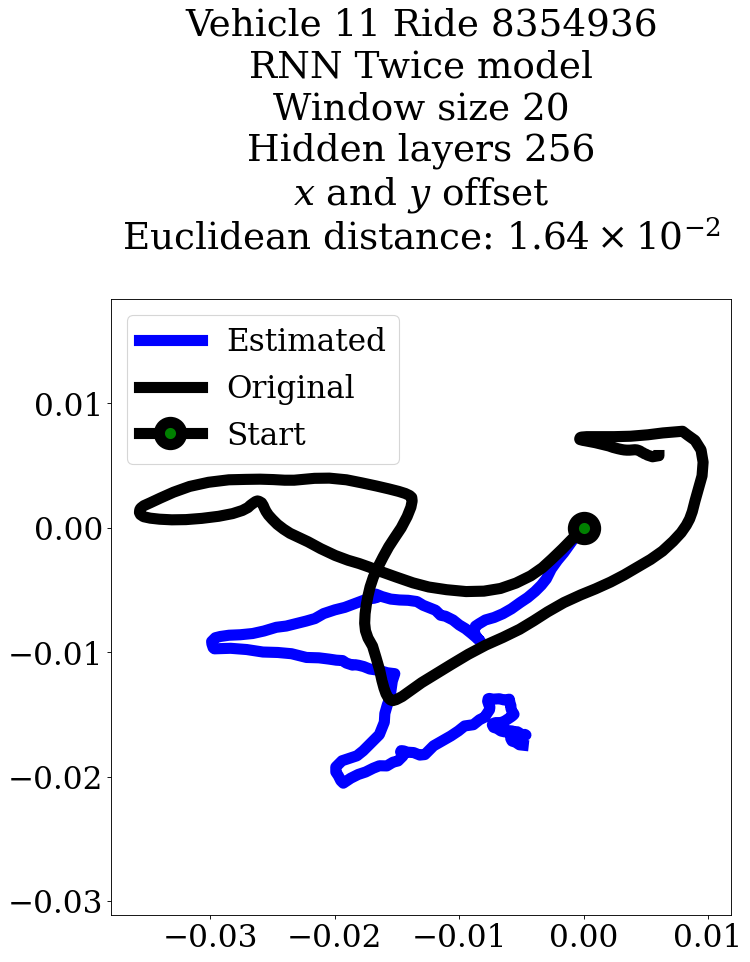 Vehicle 11 Ride 8354936
RNN Twice model
Window size 20
Hidden layers 256
x and y offset
Euclidean distance: 1.64 × 10⁻²
Estimated
Original
Start
0.01
0.00
−0.01
−0.02
−0.03
−0.03 −0.02 −0.01 0.00 0.01